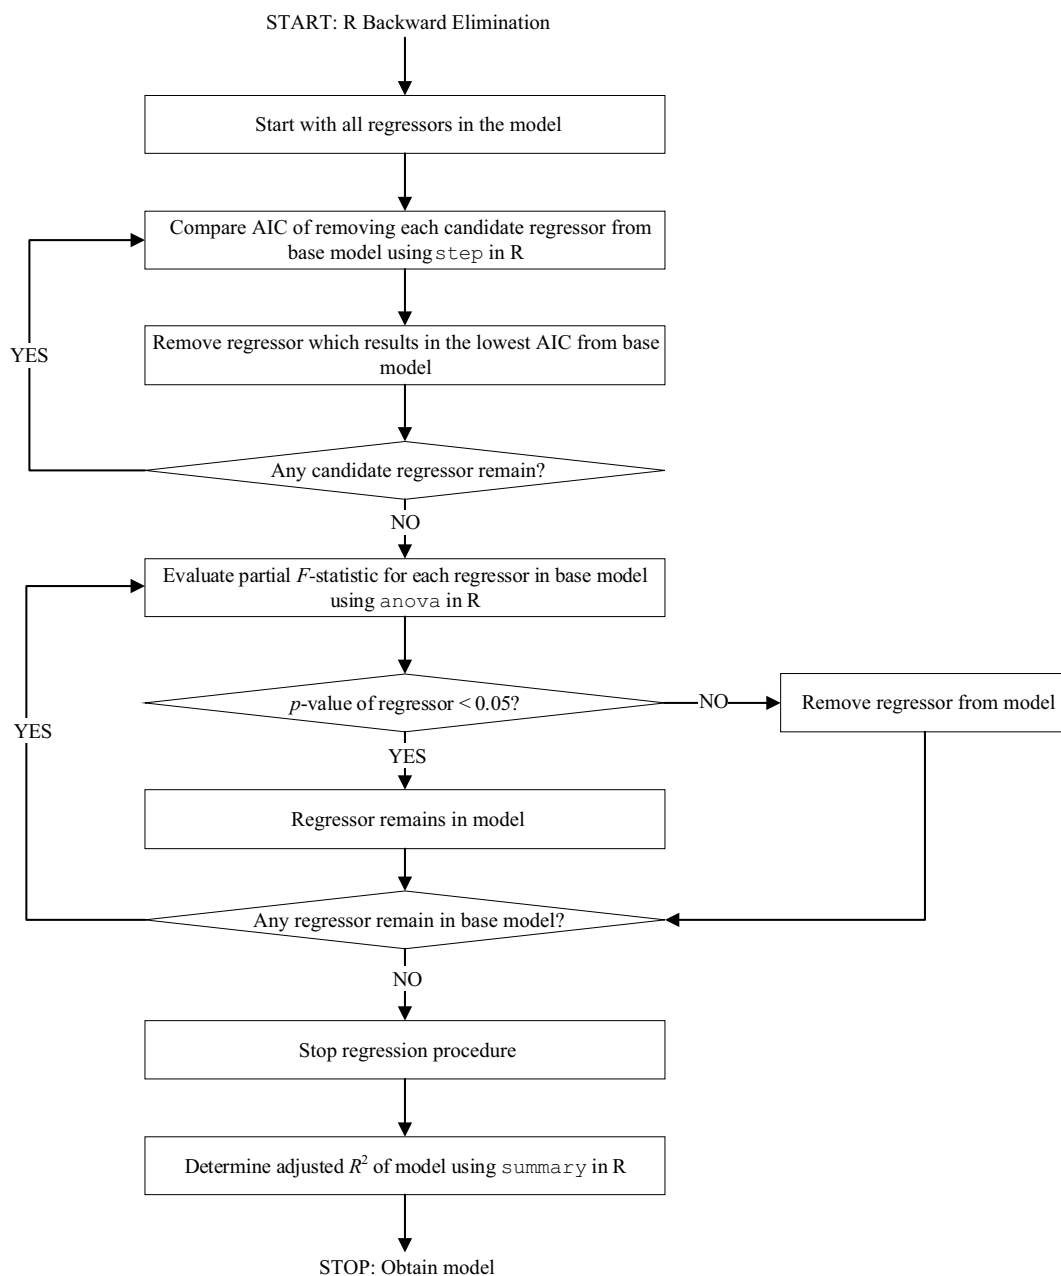 START: R Backward Elimination
Start with all regressors in the model
Compare AIC of removing each candidate regressor from
base model using step in R
Remove regressor which results in the lowest AIC from base
model
YES
Any candidate regressor remain?
NO
Evaluate partial F-statistic for each regressor in base model
using anova in R
p-value of regressor < 0.05?
NO
Remove regressor from model
YES
YES
Regressor remains in model
Any regressor remain in base model?
NO
Stop regression procedure
Determine adjusted R² of model using summary in R
STOP: Obtain model